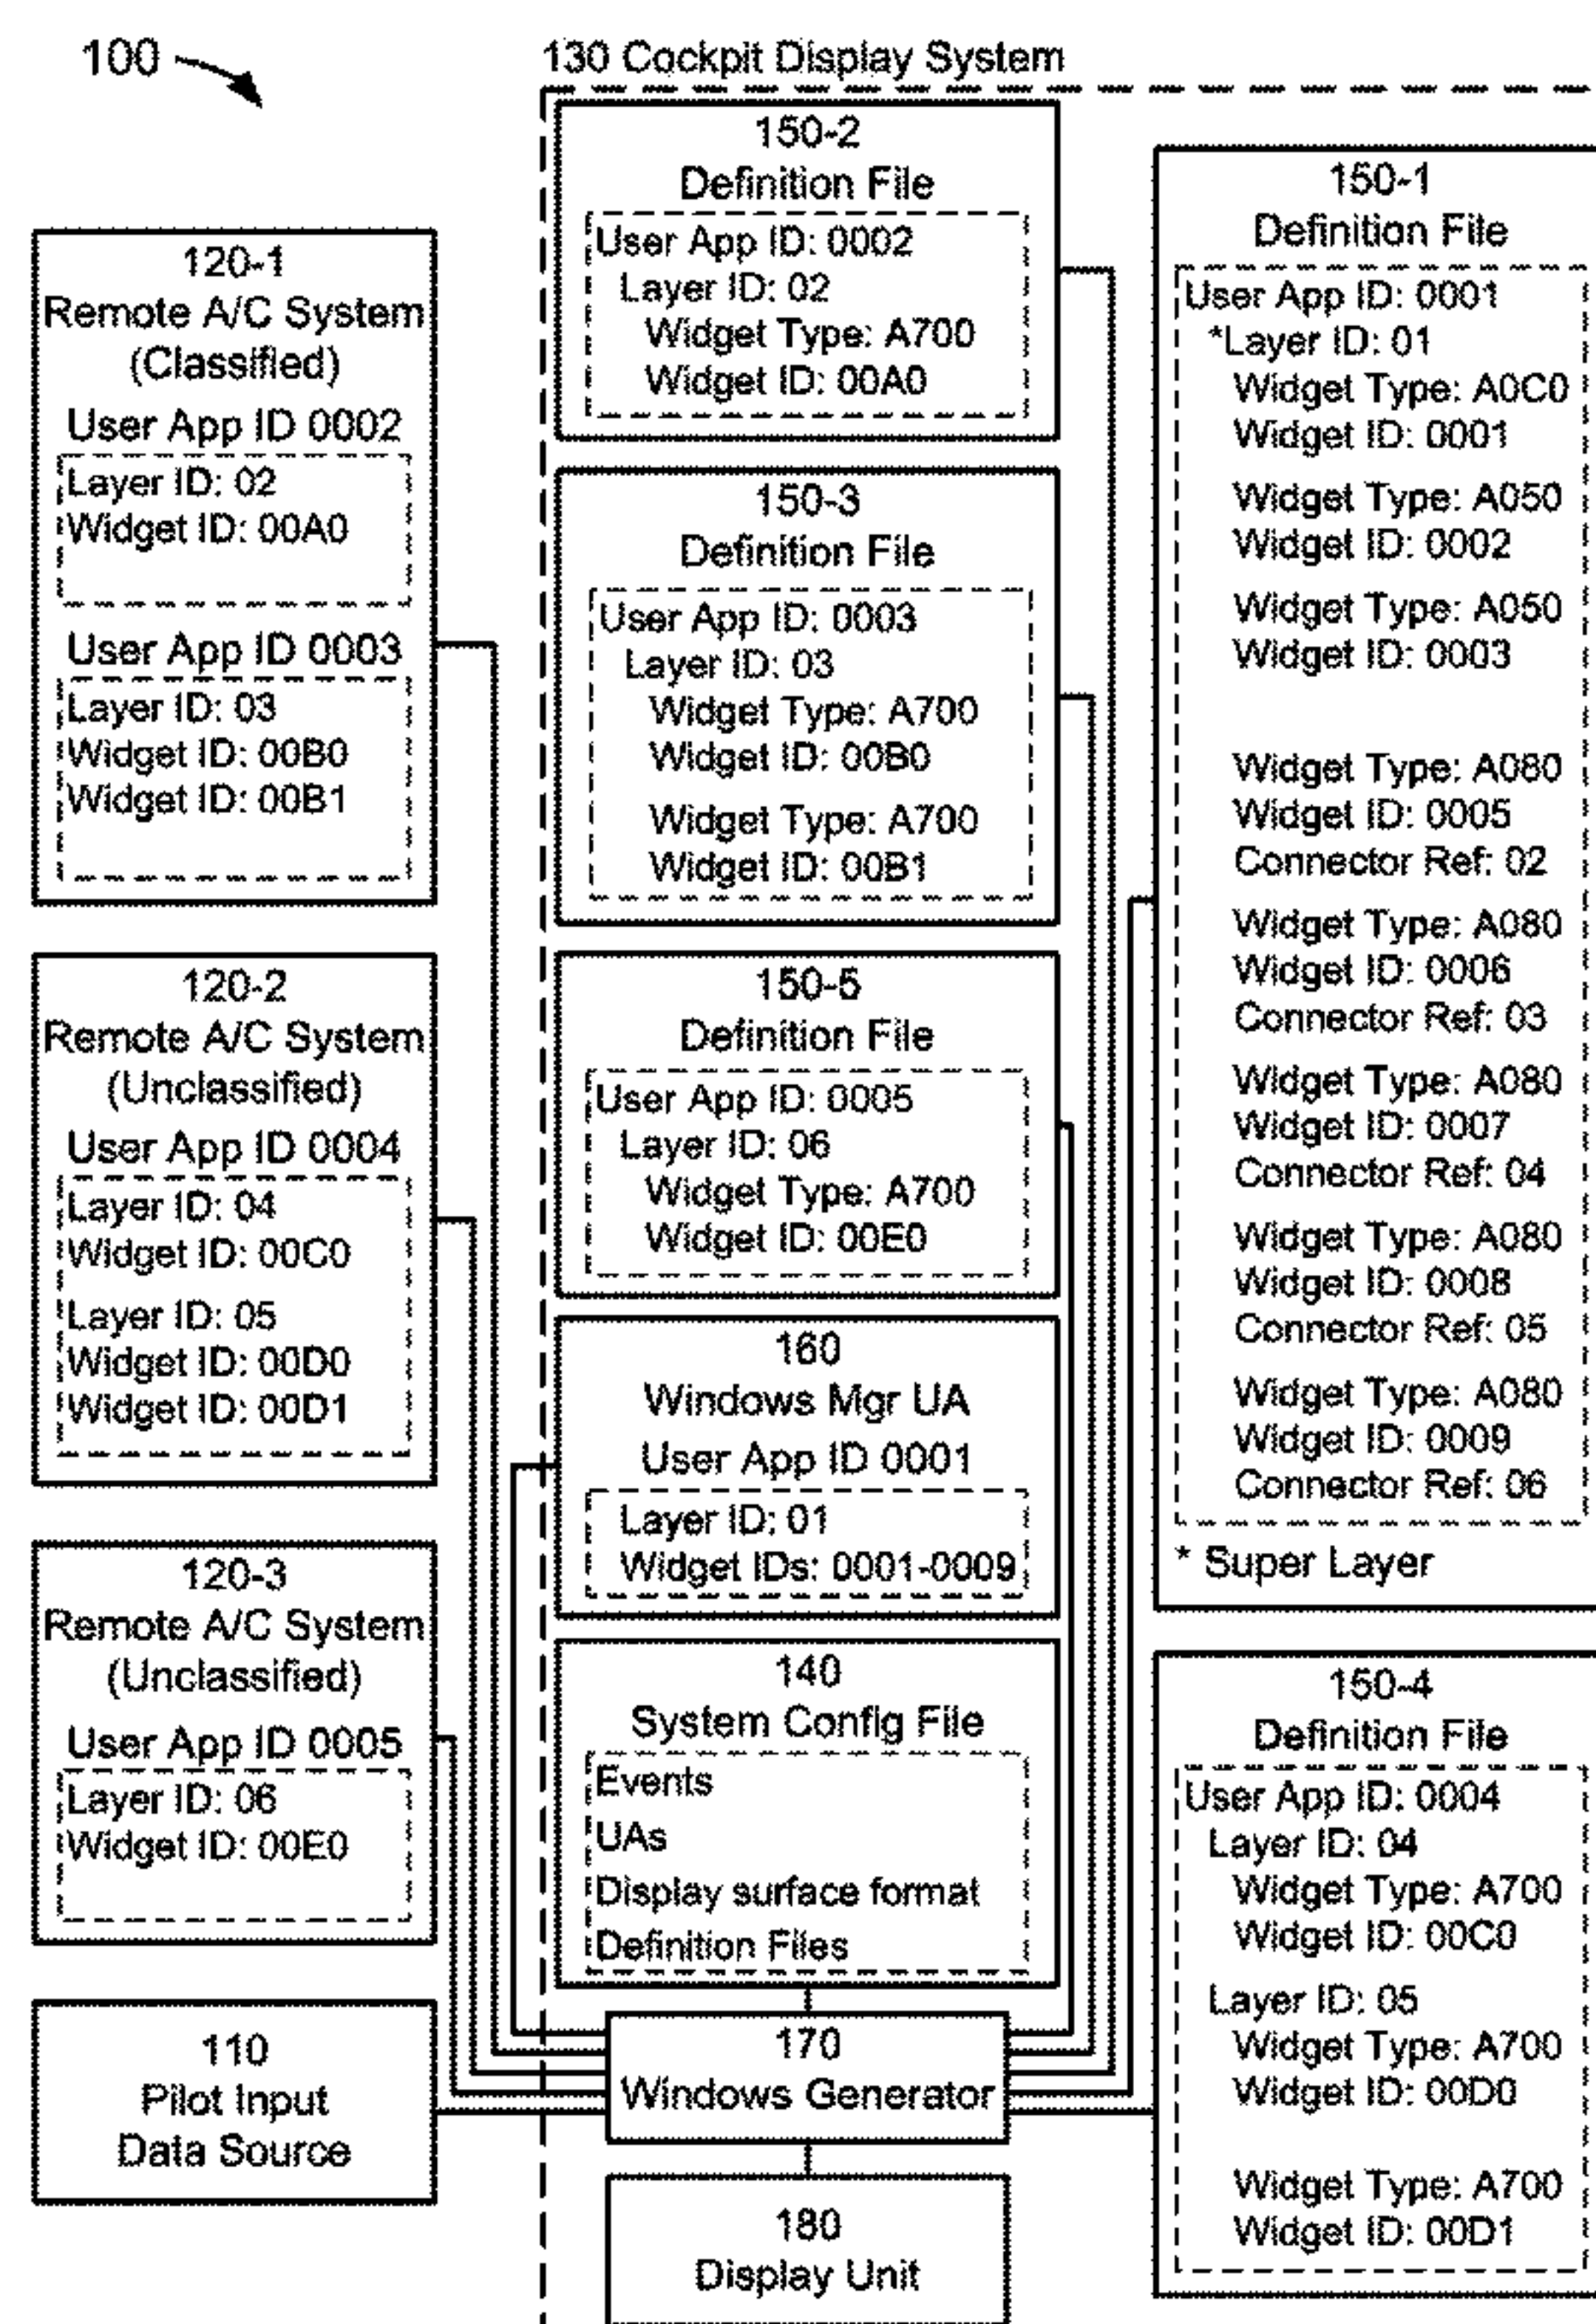 100
130 Cockpit Display System
120-1
Remote A/C System
(Classified)
User App ID 0002
Layer ID: 02
Widget ID: 00A0
User App ID 0003
Layer ID: 03
Widget ID: 00B0
Widget ID: 00B1
120-2
Remote A/C System
(Unclassified)
User App ID 0004
Layer ID: 04
Widget ID: 00C0
Layer ID: 05
Widget ID: 00D0
Widget ID: 00D1
120-3
Remote A/C System
(Unclassified)
User App ID 0005
Layer ID: 06
Widget ID: 00E0
110
Pilot Input
Data Source
150-2
Definition File
User App ID: 0002
Layer ID: 02
Widget Type: A700
Widget ID: 00A0
150-3
Definition File
User App ID: 0003
Layer ID: 03
Widget Type: A700
Widget ID: 00B0
Widget Type: A700
Widget ID: 00B1
150-5
Definition File
User App ID: 0005
Layer ID: 06
Widget Type: A700
Widget ID: 00E0
160
Windows Mgr UA
User App ID 0001
Layer ID: 01
Widget IDs: 0001-0009
140
System Config File
Events
UAs
Display surface format
Definition Files
170
Windows Generator
180
Display Unit
150-1
Definition File
User App ID: 0001
*Layer ID: 01
Widget Type: A0C0
Widget ID: 0001
Widget Type: A050
Widget ID: 0002
Widget Type: A050
Widget ID: 0003
Widget Type: A080
Widget ID: 0005
Connector Ref: 02
Widget Type: A080
Widget ID: 0006
Connector Ref: 03
Widget Type: A080
Widget ID: 0007
Connector Ref: 04
Widget Type: A080
Widget ID: 0008
Connector Ref: 05
Widget Type: A080
Widget ID: 0009
Connector Ref: 06
* Super Layer
150-4
Definition File
User App ID: 0004
Layer ID: 04
Widget Type: A700
Widget ID: 00C0
Layer ID: 05
Widget Type: A700
Widget ID: 00D0
Widget Type: A700
Widget ID: 00D1